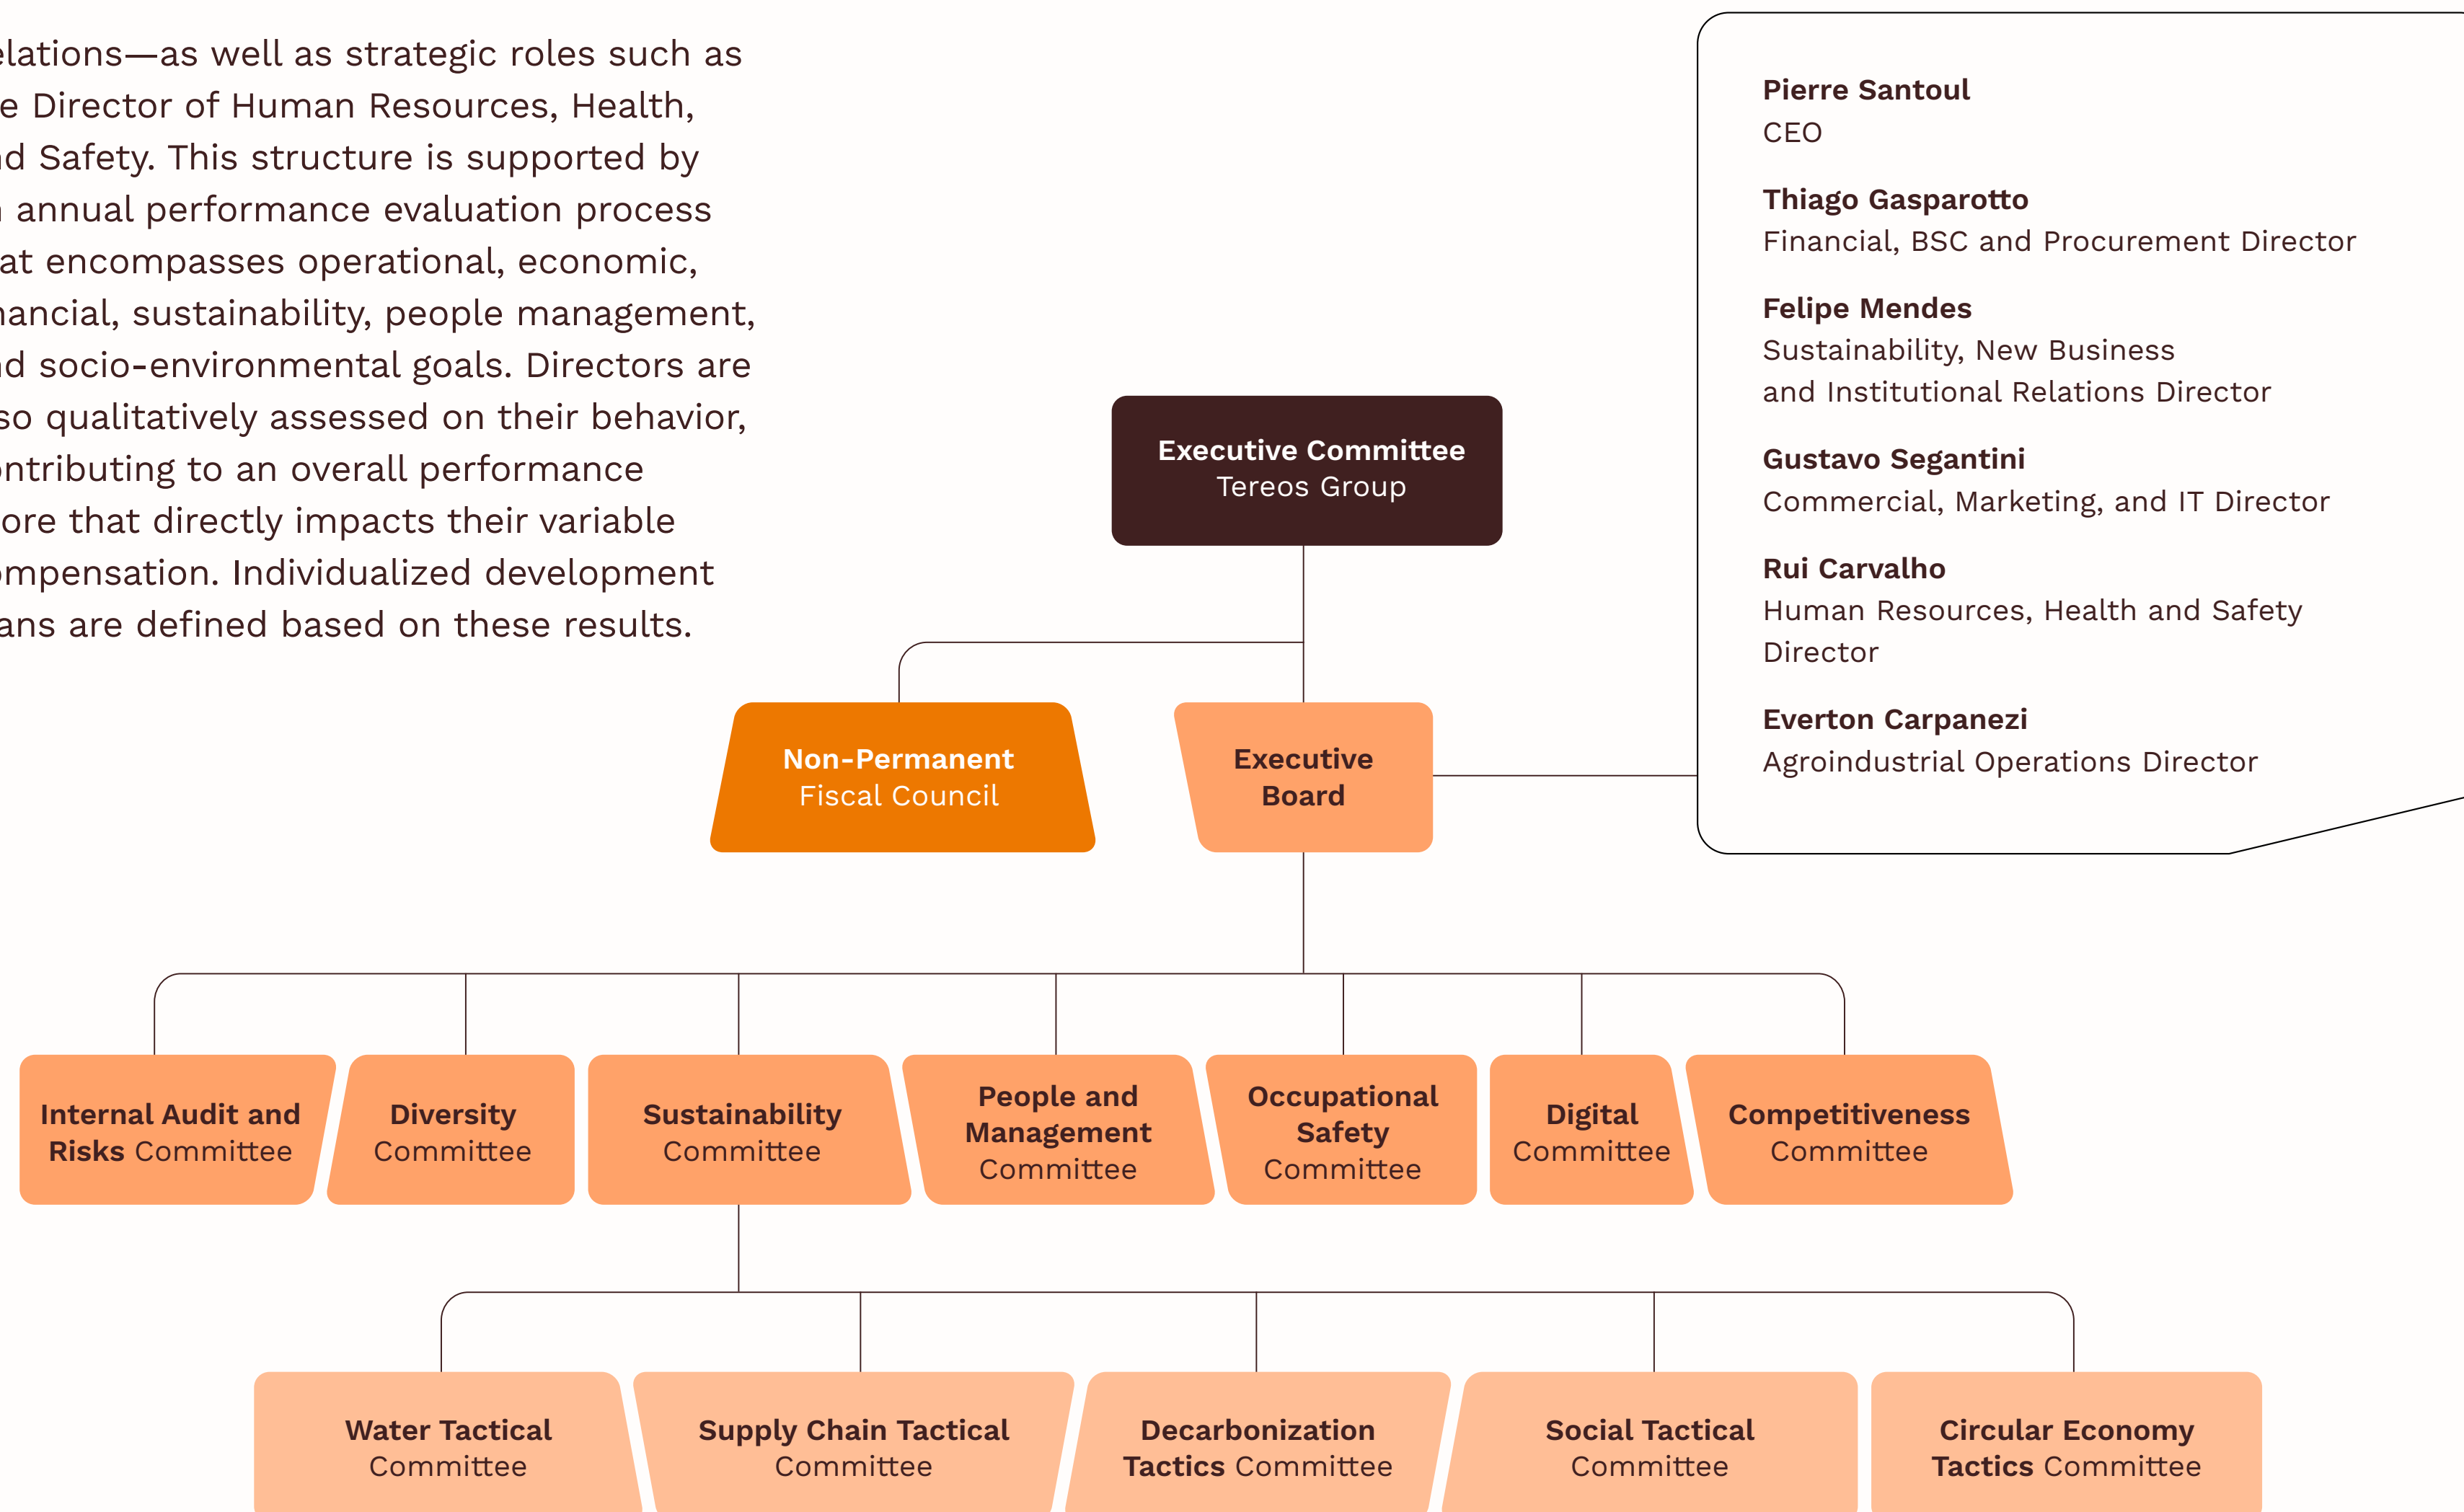 elations—as well as strategic roles such as
e Director of Human Resources, Health,
d Safety. This structure is supported by
annual performance evaluation process
at encompasses operational, economic,
nancial, sustainability, people management,
d socio-environmental goals. Directors are
so qualitatively assessed on their behavior,
ontributing to an overall performance
ore that directly impacts their variable
ompensation. Individualized development
ans are defined based on these results.
Pierre Santoul
CEO
Thiago Gasparotto
Financial, BSC and Procurement Director
Felipe Mendes
Sustainability, New Business
and Institutional Relations Director
Gustavo Segantini
Commercial, Marketing, and IT Director
Rui Carvalho
Human Resources, Health and Safety
Director
Everton Carpanezi
Agroindustrial Operations Director
Executive Committee
Tereos Group
Non-Permanent
Fiscal Council
Executive
Board
Internal Audit and
Risks Committee
Diversity
Committee
Sustainability
Committee
People and
Management
Committee
Occupational
Safety
Committee
Digital
Committee
Competitiveness
Committee
Water Tactical
Committee
Supply Chain Tactical
Committee
Decarbonization
Tactics Committee
Social Tactical
Committee
Circular Economy
Tactics Committee